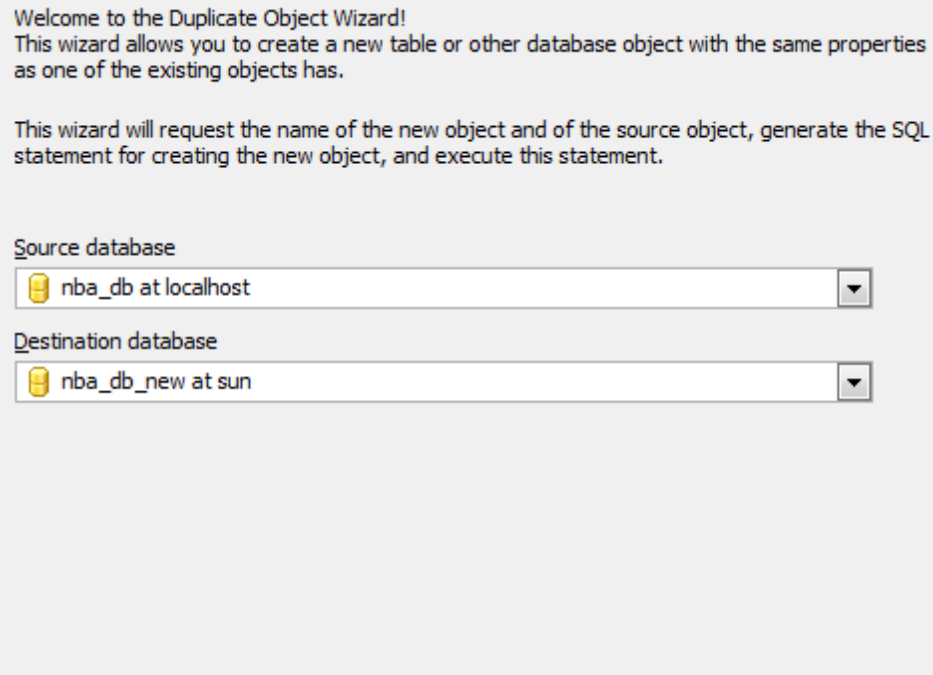 Welcome to the Duplicate Object Wizard!
This wizard allows you to create a new table or other database object with the same properties
as one of the existing objects has.
This wizard will request the name of the new object and of the source object, generate the SQL
statement for creating the new object, and execute this statement.
Source database
nba_db at localhost
Destination database
nba_db_new at sun